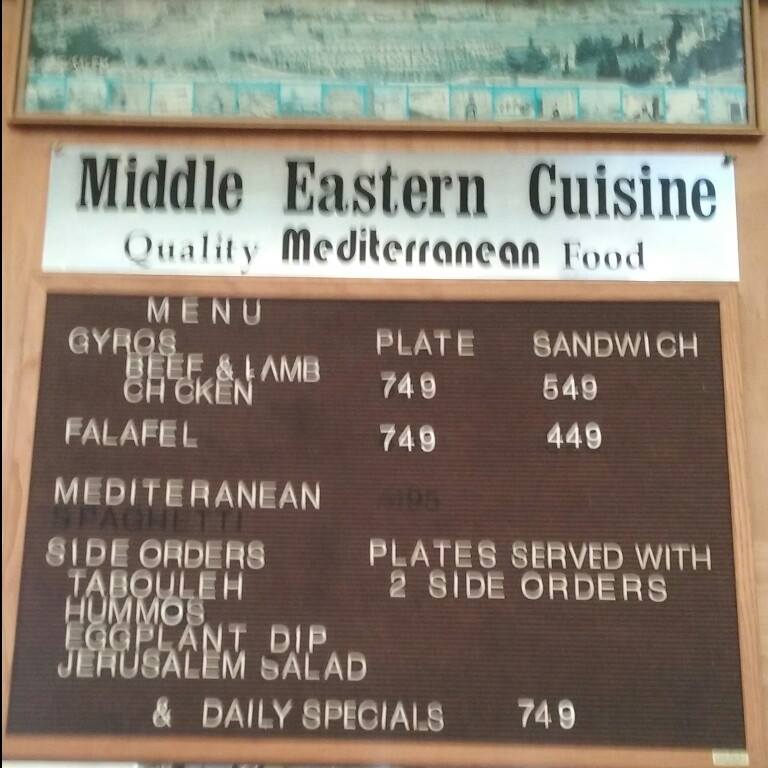 Middle Eastern Cuisine
Quality Mediterranean Food
MENU
GYROS PLATE SANDWICH
BEEF & LAMB
CH CKEN 749 549
FALAFEL 749 449
MEDITERANEAN
SPAGHETTI
SIDE ORDERS PLATES SERVED WITH
TABOULEH 2 SIDE ORDERS
HUMMOS
EGGPLANT DIP
JERUSALEM SALAD
& DAILY SPECIALS 749